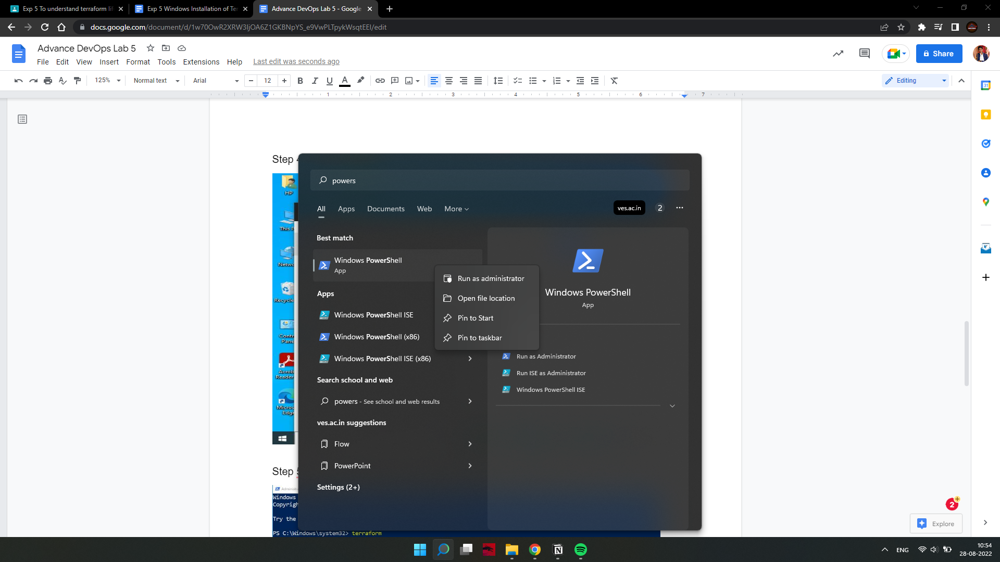 Exp 5 To understand terraform lif
Exp 5 Windows Installation of Ter
Advance DevOps Lab 5 - Google
docs.google.com/document/d/1w70OwR2XRW3IjOA6Z1GKBNpYS_e9VwPLTpykWsqtEEI/edit
Advance DevOps Lab 5
File Edit View Insert Format Tools Extensions Help Last edit was seconds ago
Share
125% Normal text Arial 12 B I U A Editing
1 2 3 4 5 6 7
31
Step
HP
This P
Netwo
Recycle
Contr
Pane
Acrob
Reader
Micros
Edge
powers
All Apps Documents Web More ves.ac.in 2
Best match
Windows PowerShell
App
Apps
Windows PowerShell ISE
Windows PowerShell (x86)
Windows PowerShell ISE (x86)
Search school and web
powers - See school and web results
ves.ac.in suggestions
Flow
PowerPoint
Settings (2+)
Run as administrator
Open file location
Pin to Start
Pin to taskbar
Windows PowerShell
App
Run as Administrator
Run ISE as Administrator
Windows PowerShell ISE
Step 5
Administ
Windows
Copyrigh
Try the
PS C:\Windows\system32> terraform
2
Explore
ENG
10:54
28-08-2022